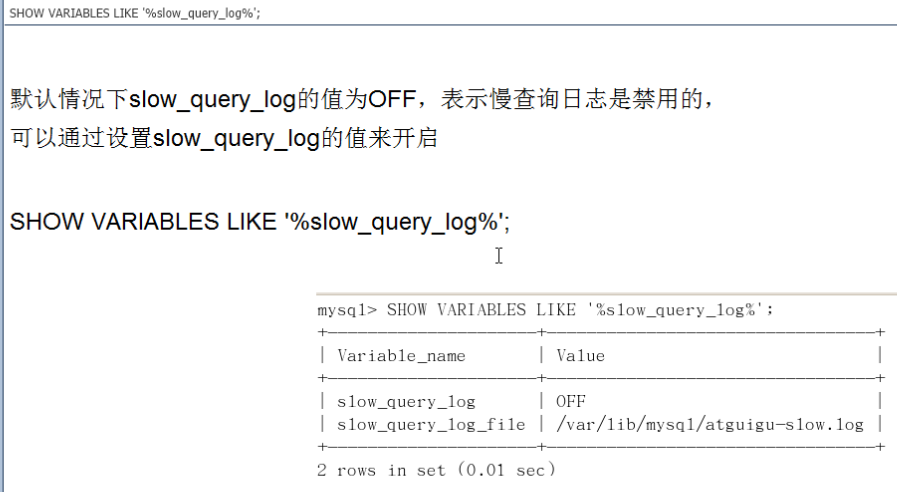 SHOW VARIABLES LIKE '%slow_query_log%';
默认情况下slow_query_log的值为OFF，表示慢查询日志是禁用的，
可以通过设置slow_query_log的值来开启
SHOW VARIABLES LIKE '%slow_query_log%';
mysql> SHOW VARIABLES LIKE '%slow_query_log%';
+---------------------+---------------------------------+
| Variable_name       | Value                           |
+---------------------+---------------------------------+
| slow_query_log      | OFF                             |
| slow_query_log_file | /var/lib/mysql/atguigu-slow.log |
+---------------------+---------------------------------+
2 rows in set (0.01 sec)